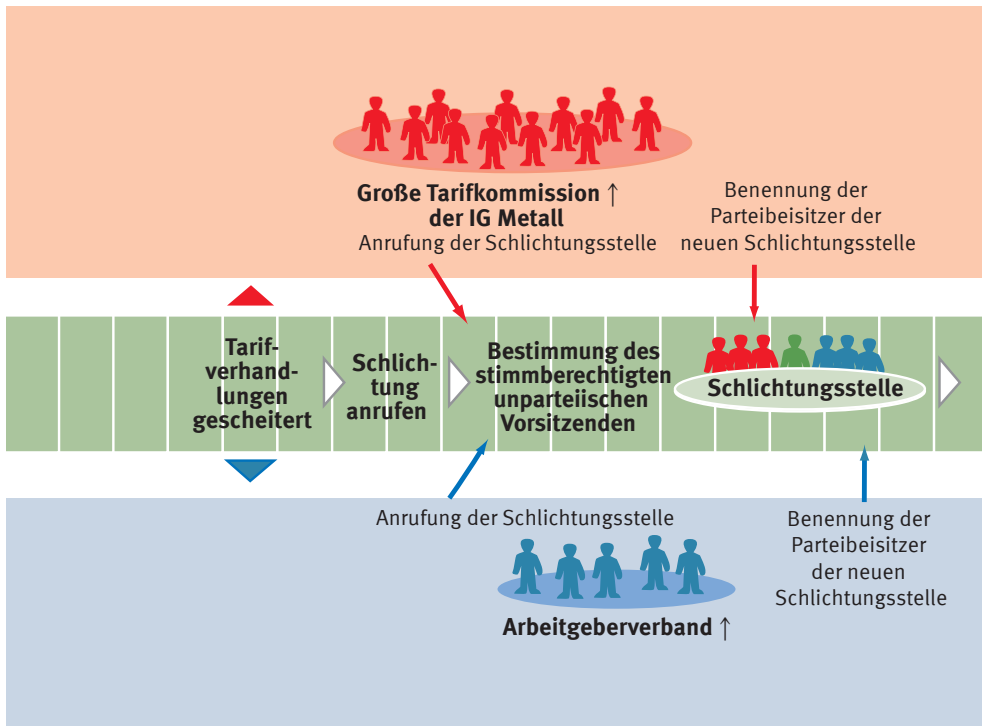 Große Tarifkommission ↑
der IG Metall
Anrufung der Schlichtungsstelle
Benennung der
Parteibeisitzer der
neuen Schlichtungsstelle
Tarif-
verhand-
lungen
gescheitert
Schlich-
tung
anrufen
Bestimmung des
stimmberechtigten
unparteiischen
Vorsitzenden
Schlichtungsstelle
Anrufung der Schlichtungsstelle
Arbeitgeberverband ↑
Benennung der
Parteibeisitzer
der neuen
Schlichtungsstelle